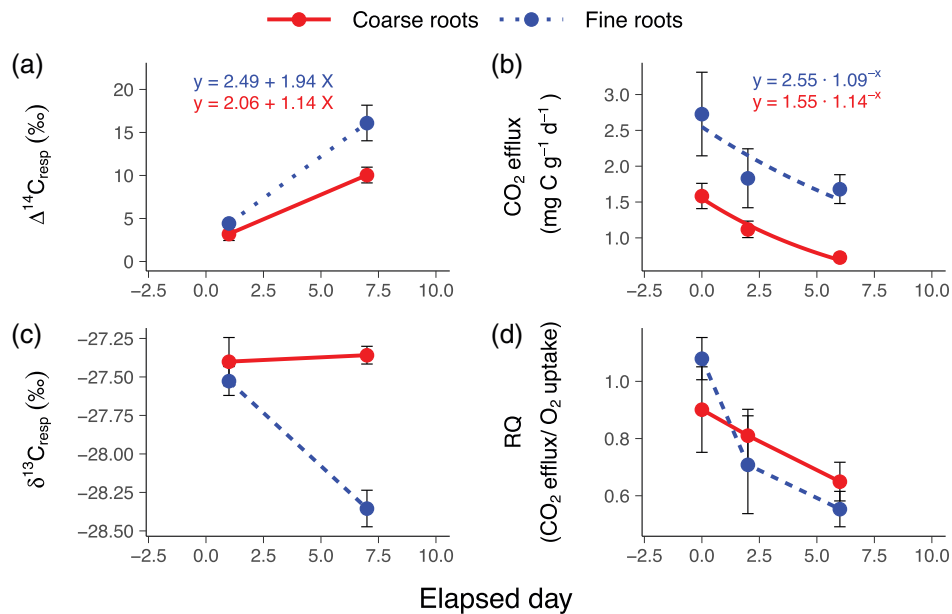 Coarse roots Fine roots
(a)
y = 2.49 + 1.94 X
y = 2.06 + 1.14 X
Δ¹⁴Cresp (‰)
20
15
10
5
0
−2.5 0.0 2.5 5.0 7.5 10.0
(b)
y = 2.55 · 1.09⁻ˣ
y = 1.55 · 1.14⁻ˣ
CO₂ efflux
(mg C g⁻¹ d⁻¹ )
3.0
2.5
2.0
1.5
1.0
−2.5 0.0 2.5 5.0 7.5 10.0
(c)
δ¹³Cresp (‰)
−27.25
−27.50
−27.75
−28.00
−28.25
−28.50
−2.5 0.0 2.5 5.0 7.5 10.0
(d)
RQ
(CO₂ efflux/ O₂ uptake)
1.0
0.8
0.6
−2.5 0.0 2.5 5.0 7.5 10.0
Elapsed day